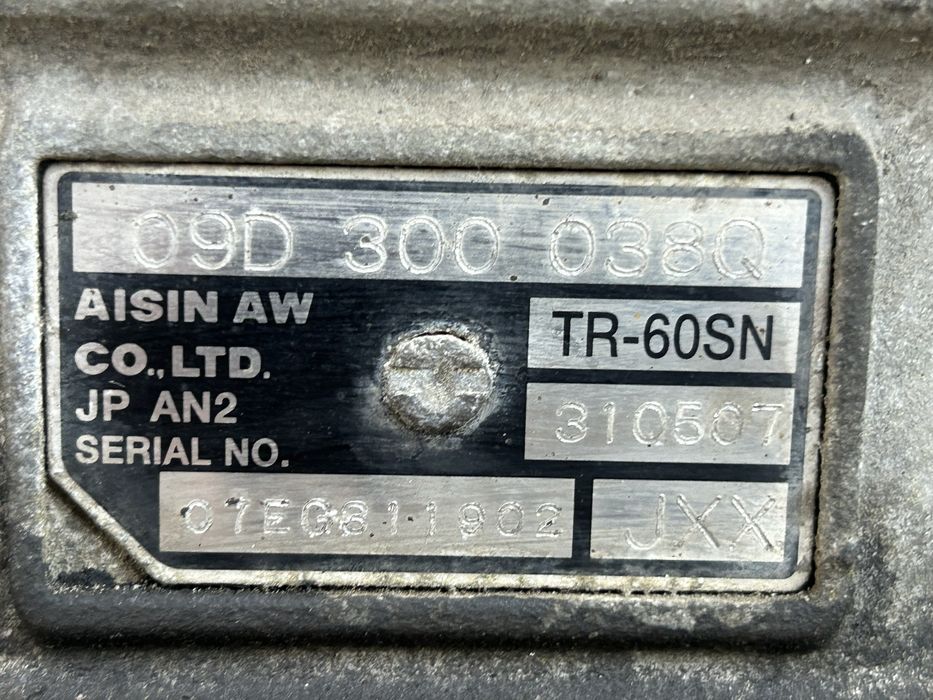 09D 300 038Q
AISIN AW
CO.,LTD.
TR-60SN
JP AN2
310507
SERIAL NO.
07EG811902
JXX